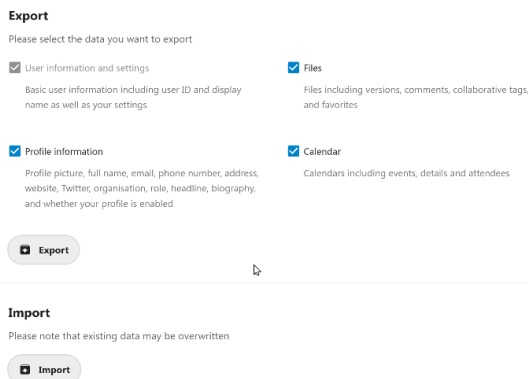 Export
Please select the data you want to export
User information and settings
Basic user information including user ID and display
name as well as your settings
Files
Files including versions, comments, collaborative tags,
and favorites
Profile information
Profile picture, full name, email, phone number, address,
website, Twitter, organisation, role, headline, biography,
and whether your profile is enabled
Calendar
Calendars including events, details and attendees
Export
Import
Please note that existing data may be overwritten
Import